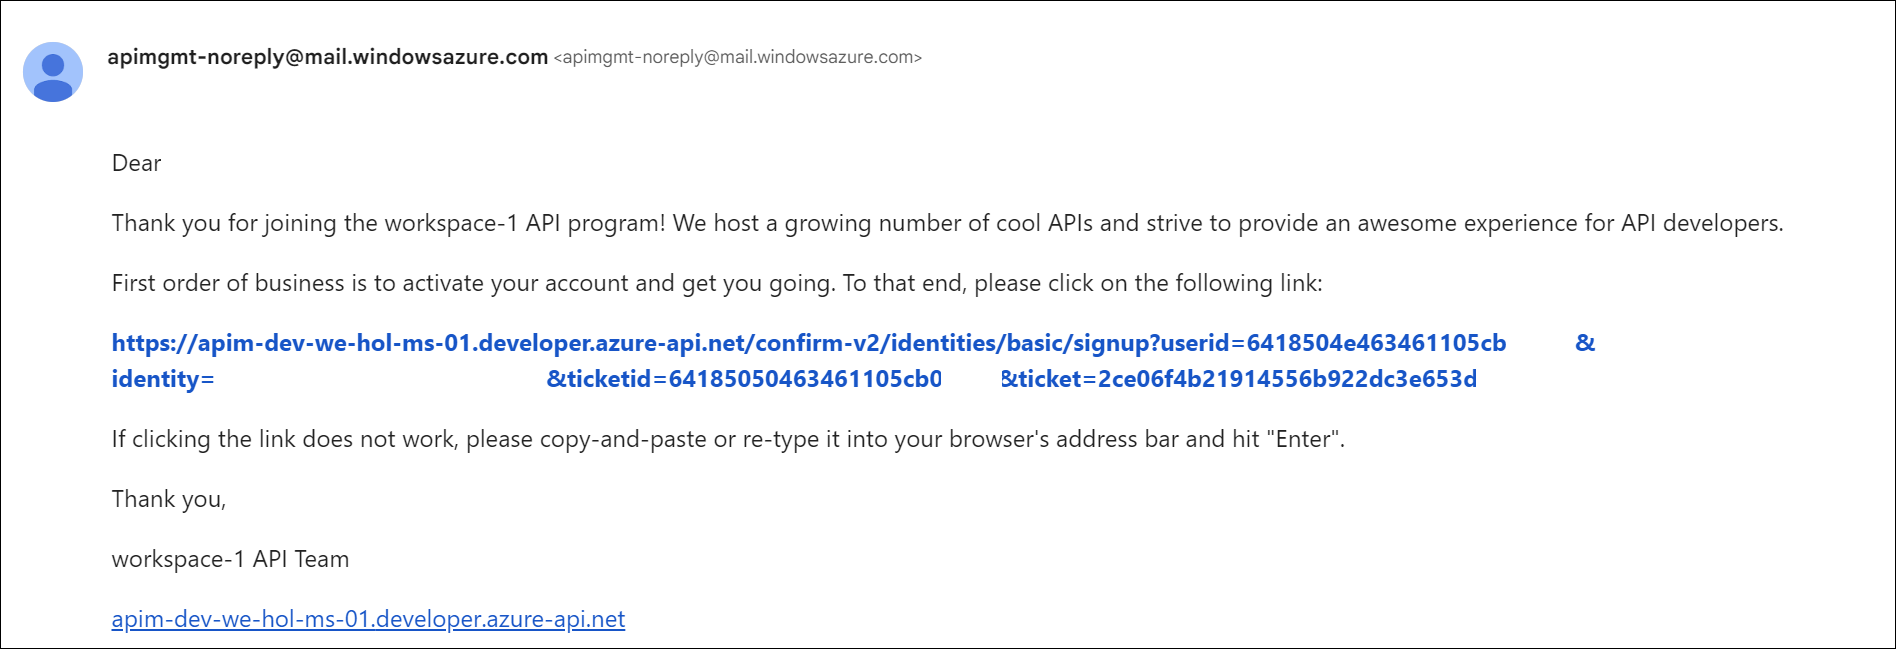 apimgmt-noreply@mail.windowsazure.com <apimgmt-noreply@mail.windowsazure.com>
Dear
Thank you for joining the workspace-1 API program! We host a growing number of cool APIs and strive to provide an awesome experience for API developers.
First order of business is to activate your account and get you going. To that end, please click on the following link:
https://apim-dev-we-hol-ms-01.developer.azure-api.net/confirm-v2/identities/basic/signup?userid=6418504e463461105cb &
identity= &ticketid=64185050463461105cb0 &ticket=2ce06f4b21914556b922dc3e653d
If clicking the link does not work, please copy-and-paste or re-type it into your browser's address bar and hit "Enter".
Thank you,
workspace-1 API Team
apim-dev-we-hol-ms-01.developer.azure-api.net